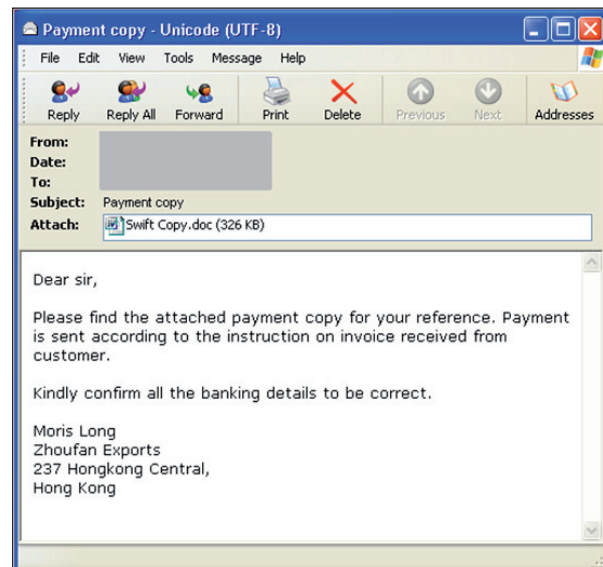 Payment copy - Unicode (UTF-8)
File Edit View Tools Message Help
Reply Reply All Forward Print Delete Previous Next Addresses
From:
Date:
To:
Subject: Payment copy
Attach: Swift Copy.doc (326 KB)
Dear sir,
Please find the attached payment copy for your reference. Payment
is sent according to the instruction on invoice received from
customer.
Kindly confirm all the banking details to be correct.
Moris Long
Zhoufan Exports
237 Hongkong Central,
Hong Kong